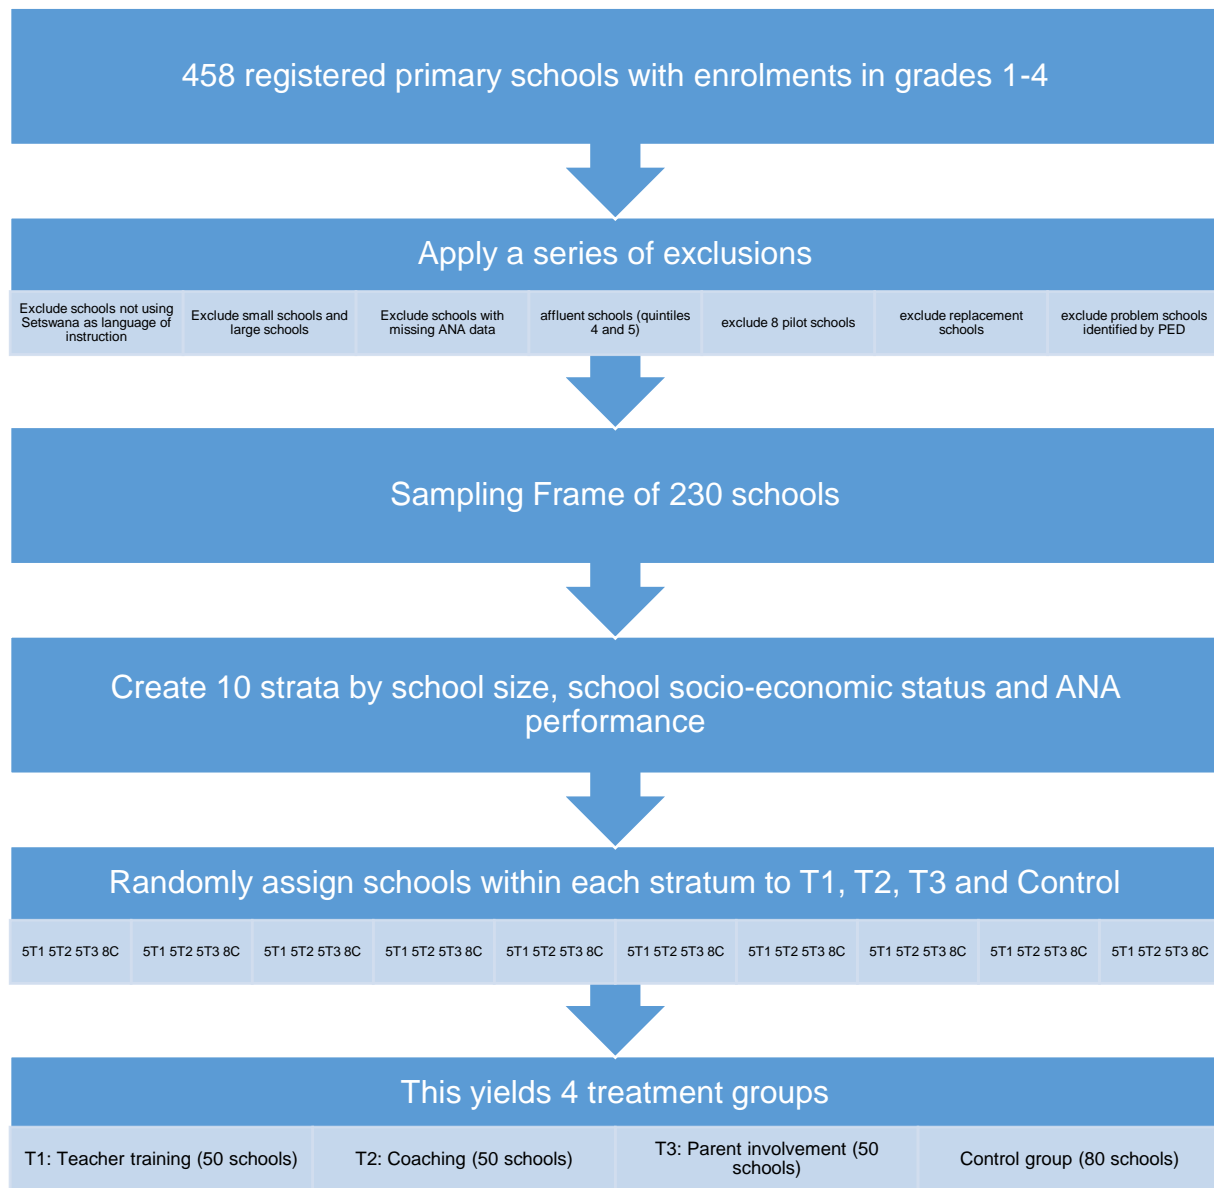 458 registered primary schools with enrolments in grades 1-4
Apply a series of exclusions
Exclude schools not using
Setswana as language of
instruction
Exclude small schools and
large schools
Exclude schools with
missing ANA data
affluent schools (quintiles
4 and 5)
exclude 8 pilot schools
exclude replacement
schools
exclude problem schools
identified by PED
Sampling Frame of 230 schools
Create 10 strata by school size, school socio-economic status and ANA
performance
Randomly assign schools within each stratum to T1, T2, T3 and Control
5T1 5T2 5T3 8C
5T1 5T2 5T3 8C
5T1 5T2 5T3 8C
5T1 5T2 5T3 8C
5T1 5T2 5T3 8C
5T1 5T2 5T3 8C
5T1 5T2 5T3 8C
5T1 5T2 5T3 8C
5T1 5T2 5T3 8C
5T1 5T2 5T3 8C
This yields 4 treatment groups
T1: Teacher training (50 schools)
T2: Coaching (50 schools)
T3: Parent involvement (50
schools)
Control group (80 schools)